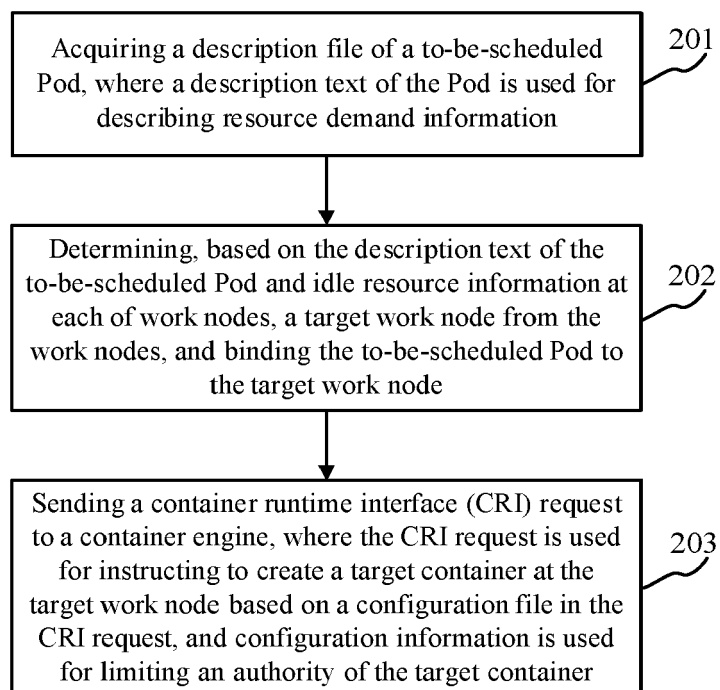 Acquiring a description file of a to-be-scheduled
Pod, where a description text of the Pod is used for
describing resource demand information
201
Determining, based on the description text of the
to-be-scheduled Pod and idle resource information at
each of work nodes, a target work node from the
work nodes, and binding the to-be-scheduled Pod to
the target work node
202
Sending a container runtime interface (CRI) request
to a container engine, where the CRI request is used
for instructing to create a target container at the
target work node based on a configuration file in the
CRI request, and configuration information is used
for limiting an authority of the target container
203